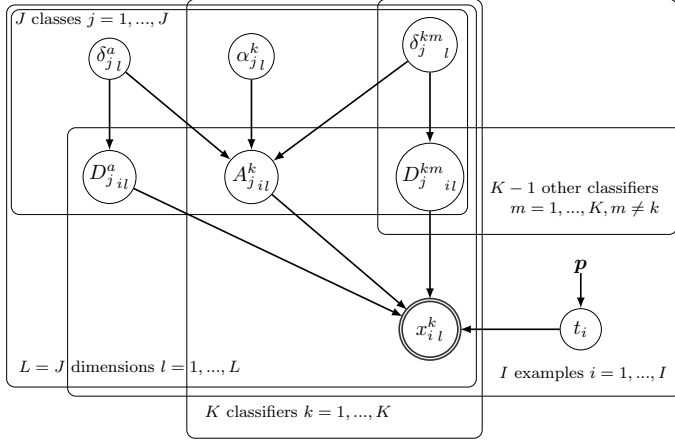 J classes j = 1, ..., J
δ^a_{j l}
α^k_{j l}
δ^{km}_{j l}
D^a_{j il}
A^k_{j il}
D^{km}_{j il}
K − 1 other classifiers
m = 1, ..., K, m ≠ k
p
x^k_{i l}
t_i
L = J dimensions l = 1, ..., L
I examples i = 1, ..., I
K classifiers k = 1, ..., K